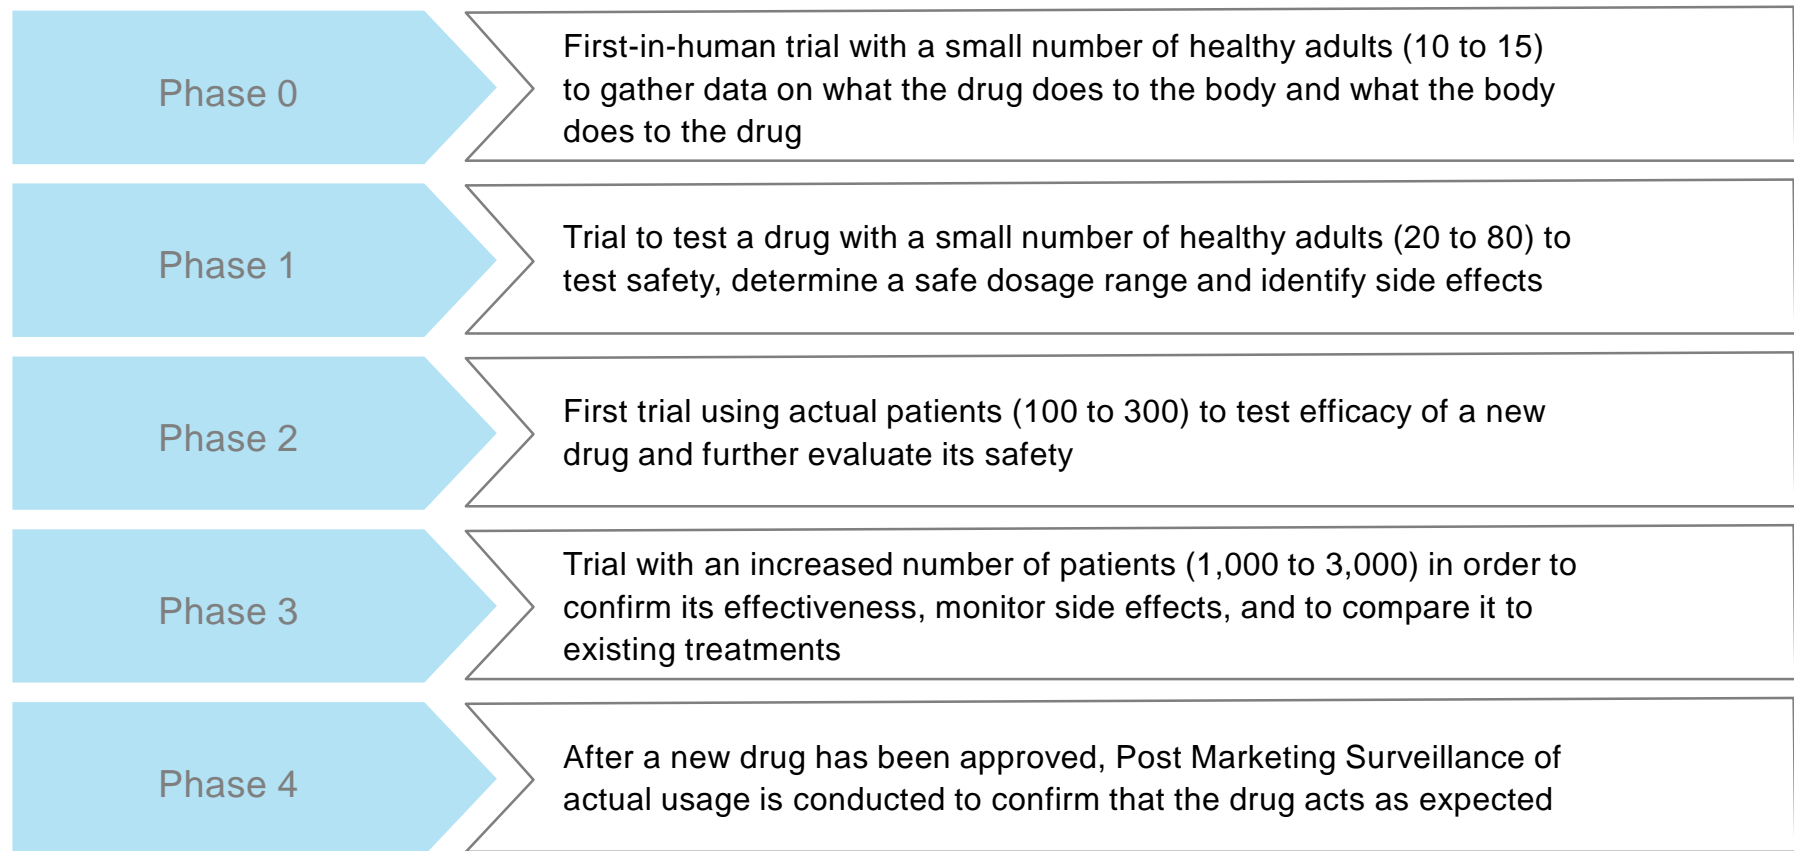 Phase 0
First-in-human trial with a small number of healthy adults (10 to 15)
to gather data on what the drug does to the body and what the body
does to the drug
Phase 1
Trial to test a drug with a small number of healthy adults (20 to 80) to
test safety, determine a safe dosage range and identify side effects
Phase 2
First trial using actual patients (100 to 300) to test efficacy of a new
drug and further evaluate its safety
Phase 3
Trial with an increased number of patients (1,000 to 3,000) in order to
confirm its effectiveness, monitor side effects, and to compare it to
existing treatments
Phase 4
After a new drug has been approved, Post Marketing Surveillance of
actual usage is conducted to confirm that the drug acts as expected